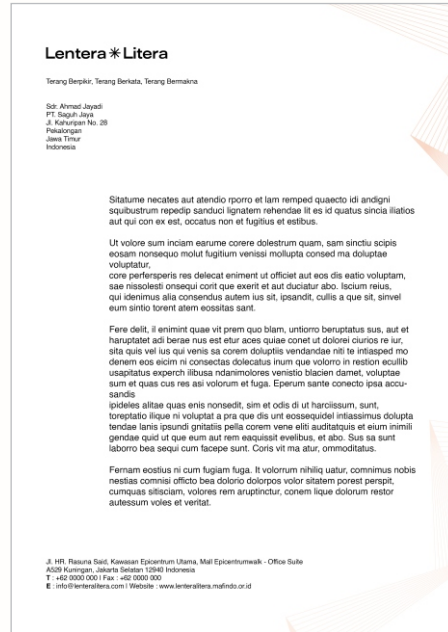 Lentera✳Litera
Terang Berpikir, Terang Berkata, Terang Bermakna
Sdr. Ahmad Jayadi
PT. Saguh Jaya
Jl. Kahuripan No. 28
Pekalongan
Jawa Timur
Indonesia
Sitatume necates aut atendio rporro et lam remped quaecto idi andigni
squibustrum repedip sanduci lignatem rehendae lit es id quatus sincia iliatios
aut qui con ex est, occatus non et fugitius et estibus.
Ut volore sum inciam earume corere dolestrum quam, sam sinctiu scipis
eosam nonsequo molut fugitium venissi mollupta consed ma doluptae
voluptatur,
core perfersperis res delecat eniment ut officiet aut eos dis eatio voluptam,
sae nissolesti onsequi corit que exerit et aut duciatur abo. Iscium reius,
qui idenimus alia consendus autem ius sit, ipsandit, cullis a que sit, sinvel
eum sintio torent atem eossitas sant.
Fere delit, il enimint quae vit prem quo blam, untiorro beruptatus sus, aut et
haruptatet adi berae nus est etur aces quiae conet ut dolorei ciurios re iur,
sita quis vel ius qui venis sa corem doluptiis vendandae niti te intiasped mo
denem eos eicim ni consectas dolecatus inum que volorro in restion ecullib
usapitatus experch ilibusa ndanimolores venistio blacien damet, voluptae
sum et quas cus res asi volorum et fuga. Eperum sante conecto ipsa accu-
sandis
ipideles alitae quas enis nonsedit, sim et odis di ut harciissum, sunt,
toreptatio ilique ni voluptat a pra que dis unt eossequidel intiassimus dolupta
tendae lanis ipsundi gnitatiis pella corem vene eliti auditatquis et eium inimili
gendae quid ut que eum aut rem eaquissit evelibus, et abo. Sus sa sunt
laborro bea sequi cum facepe sunt. Coris vit ma atur, ommoditatus.
Fernam eostius ni cum fugiam fuga. It volorrum nihiliq uatur, comnimus nobis
nestias comnisi officto bea dolorio dolorpos volor sitatem porest perspit,
cumquas sitisciam, volores rem aruptinctur, conem lique dolorum restor
autessum voles et veritat.
Jl. HR. Rasuna Said, Kawasan Epicentrum Utama, Mall Epicentrumwalk - Office Suite
A529 Kuningan, Jakarta Selatan 12940 Indonesia
T : +62 0000 000 I Fax : +62 0000 000
E : info@lenteralitera.com I Website : www.lenteralitera.mafindo.or.id